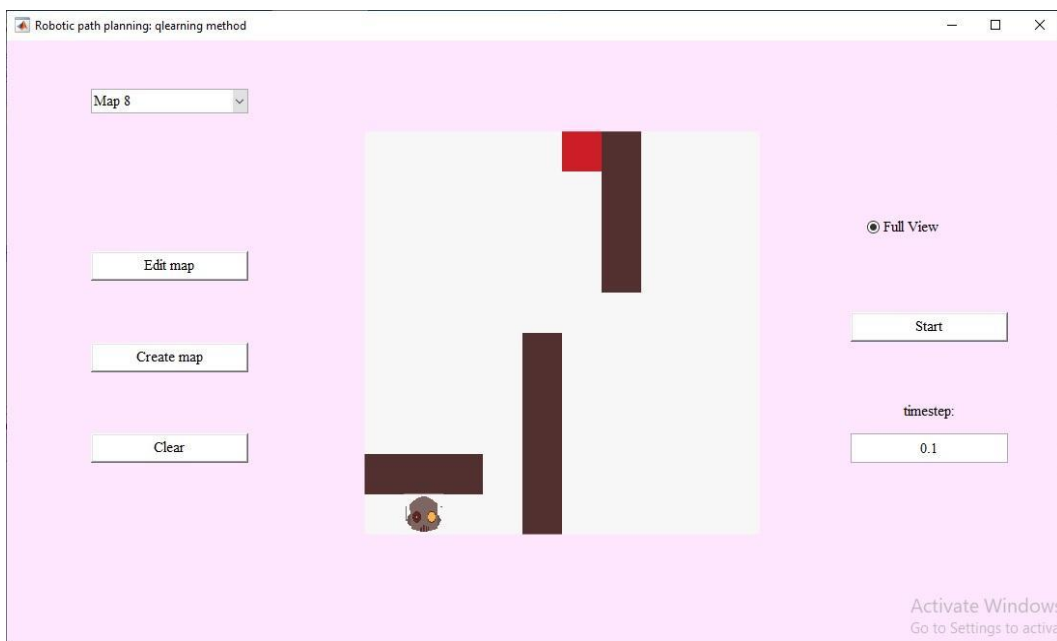 Robotic path planning: qlearning method
Map 8
Full View
Edit map
Start
Create map
timestep:
Clear
0.1
Activate Windows
Go to Settings to activa